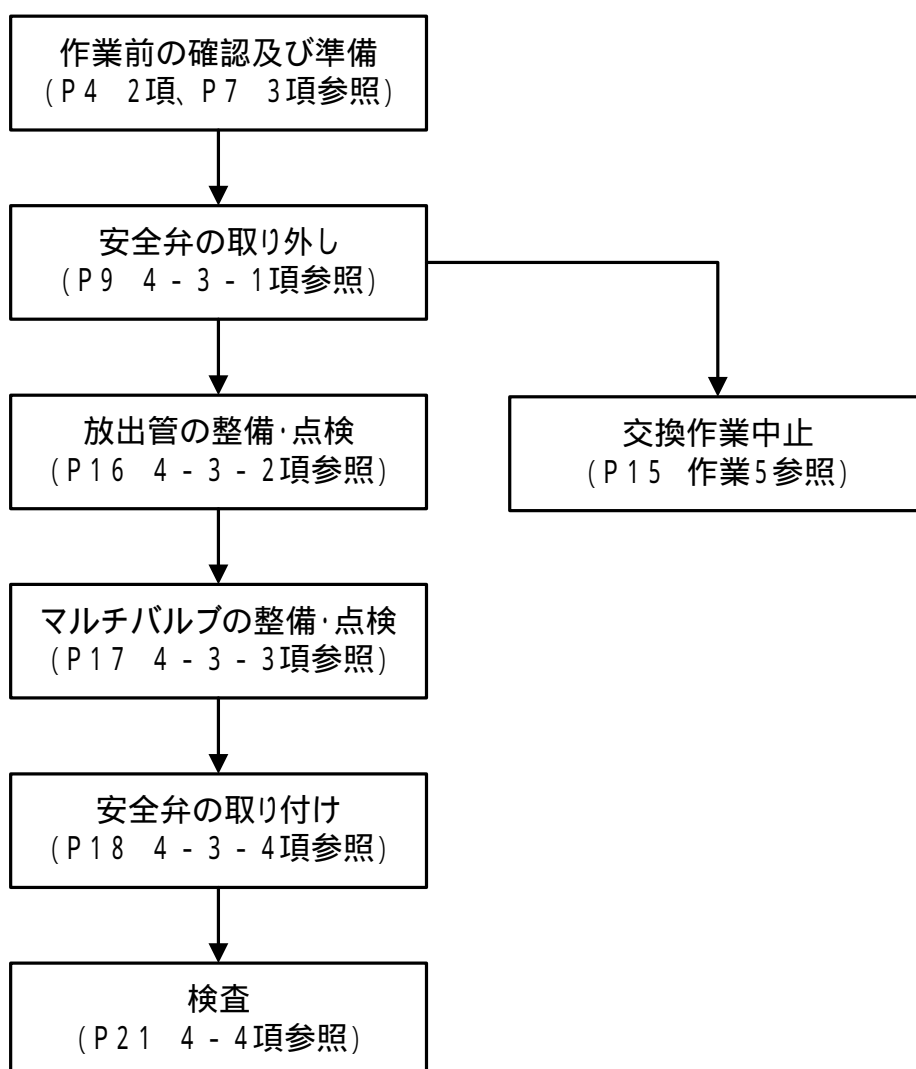 作業前の確認及び準備
(P4 2項、P7 3項参照)
安全弁の取り外し
(P9 4-3-1項参照)
放出管の整備・点検
(P16 4-3-2項参照)
交換作業中止
(P15 作業5参照)
マルチバルブの整備・点検
(P17 4-3-3項参照)
安全弁の取り付け
(P18 4-3-4項参照)
検査
(P21 4-4項参照)